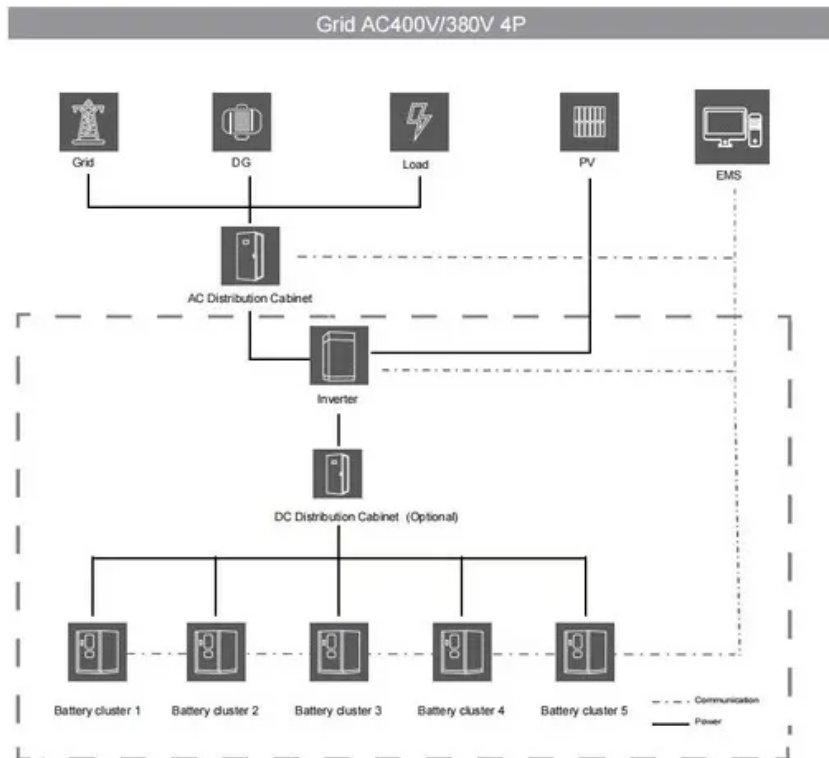 Grid AC400V/380V 4P
Grid
DG
Load
PV
EMS
AC Distribution Cabinet
Inverter
DC Distribution Cabinet (Optional)
Battery cluster 1
Battery cluster 2
Battery cluster 3
Battery cluster 4
Battery cluster 5
Communication
Power